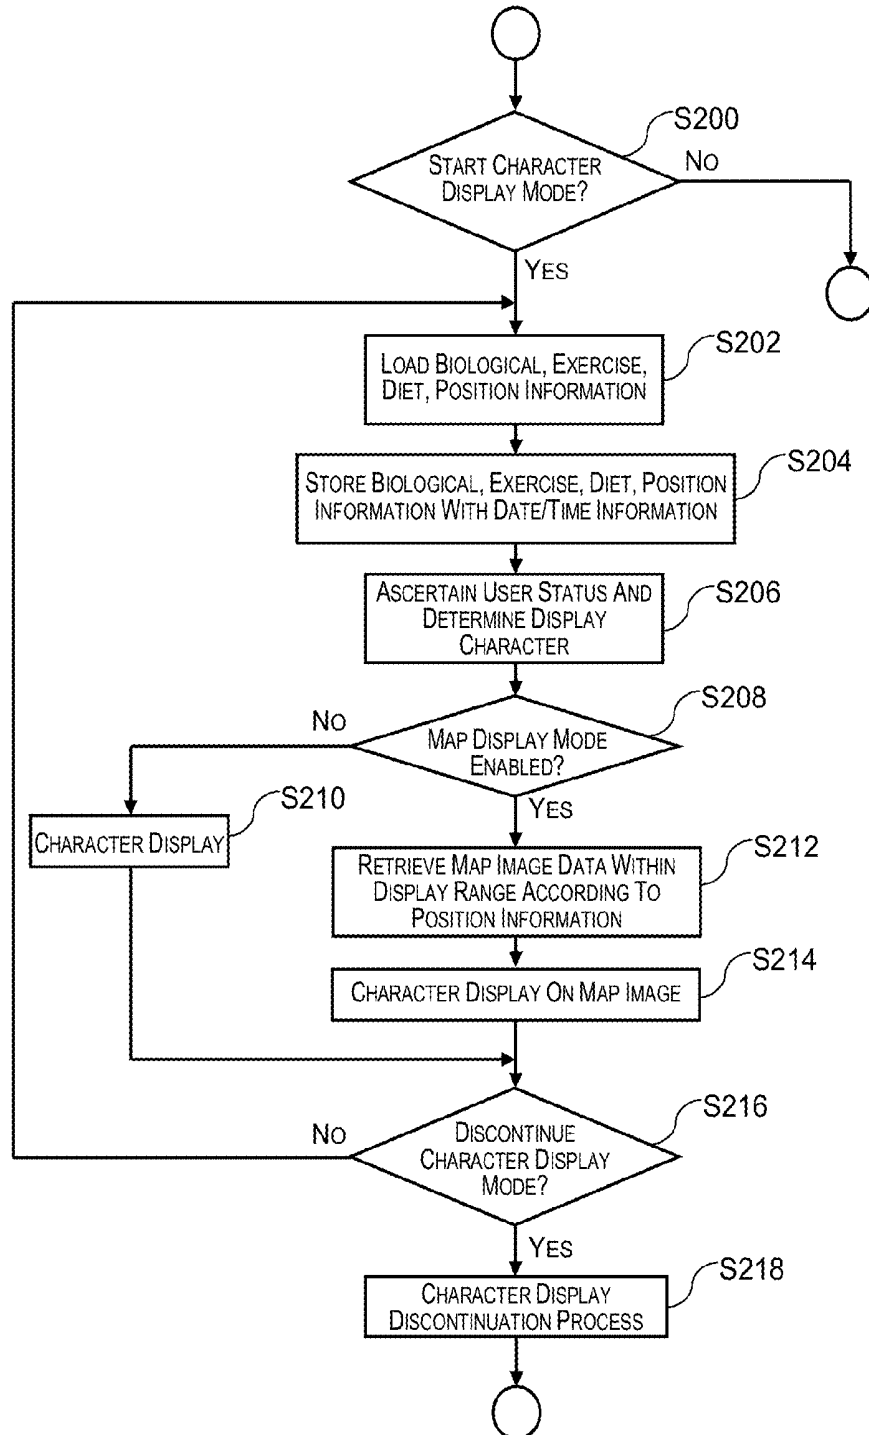 S200
START CHARACTER
DISPLAY MODE?
NO
YES
S202
LOAD BIOLOGICAL, EXERCISE,
DIET, POSITION INFORMATION
S204
STORE BIOLOGICAL, EXERCISE, DIET, POSITION
INFORMATION WITH DATE/TIME INFORMATION
S206
ASCERTAIN USER STATUS AND
DETERMINE DISPLAY
CHARACTER
S208
NO
MAP DISPLAY MODE
ENABLED?
YES
S210
CHARACTER DISPLAY
S212
RETRIEVE MAP IMAGE DATA WITHIN
DISPLAY RANGE ACCORDING TO
POSITION INFORMATION
S214
CHARACTER DISPLAY ON MAP IMAGE
S216
NO
DISCONTINUE
CHARACTER DISPLAY
MODE?
YES
S218
CHARACTER DISPLAY
DISCONTINUATION PROCESS